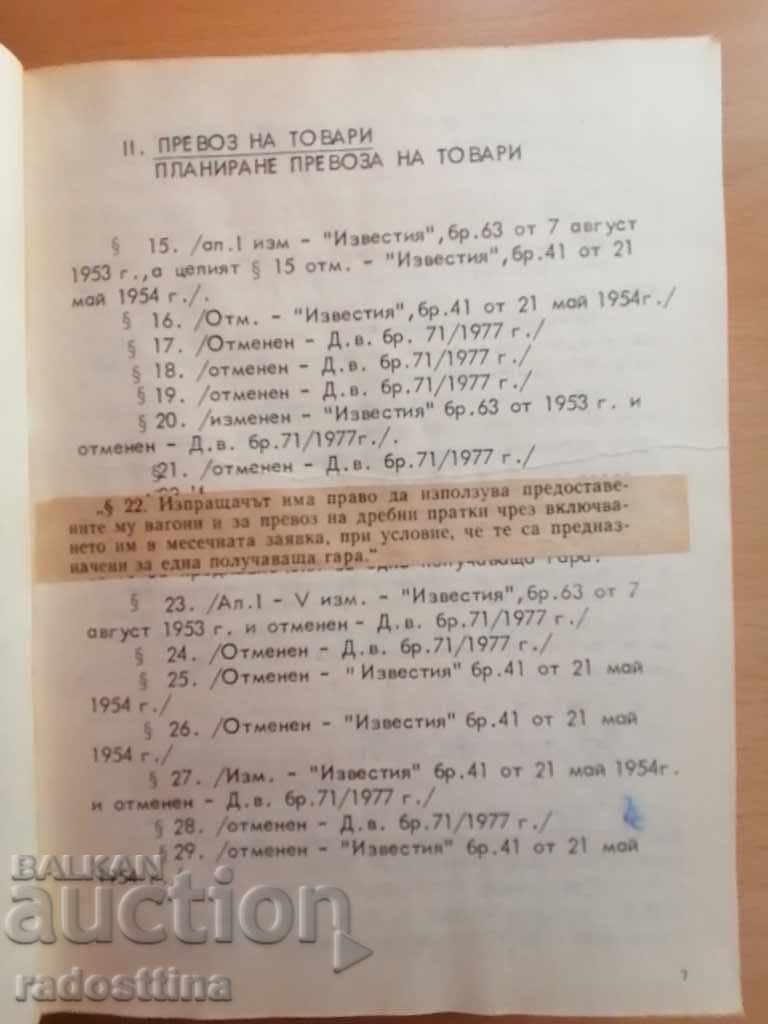 II. ПРЕВОЗ НА ТОВАРИ
ПЛАНИРАНЕ ПРЕВОЗА НА ТОВАРИ
§ 15. /ал.I изм - "Известия",бр.63 от 7 август
1953 г.,а целият § 15 отм. - "Известия",бр.41 от 21
май 1954 г./.
§ 16. /Отм. - "Известия",бр.41 от 21 май 1954г./
§ 17. /Отменен - Д.в. бр. 71/1977 г./
§ 18. /отменен - Д.в. бр.71/1977 г./
§ 19. /отменен - Д.в. бр.71/1977 г./
§ 20. /изменен - "Известия" бр.63 от 1953 г. и
отменен - Д.в. бр.71/1977г./.
§21. /отменен - Д.в. бр.71/1977 г./
„§ 22. Изпращачът има право да използува предоставе-
ните му вагони и за превоз на дребни пратки чрез включва-
нето им в месечната заявка, при условие, че те са предназ-
начени за една получаваща гара.“
за една получаваща гара.
§ 23. /Ал.I - V изм. - "Известия",бр.63 от 7
август 1953 г. и отменен - Д.в. бр.71/1977 г./
§ 24. /Отменен - Д.в. бр.71/1977 г./
§ 25. /Отменен - "Известия" бр.41 от 21 май
1954 г./
§ 26. /Отменен - "Известия" бр.41 от 21 май
1954 г./
§ 27. /Изм. - "Известия" бр.41 от 21 май 1954г.
и отменен - Д.в. бр.71/1977 г./
§ 28. /отменен - Д.в. бр.71/1977 г./
§ 29. /отменен - "Известия" бр.41 от 21 май
1954 г.
BALKAN
auction
radosttina
7